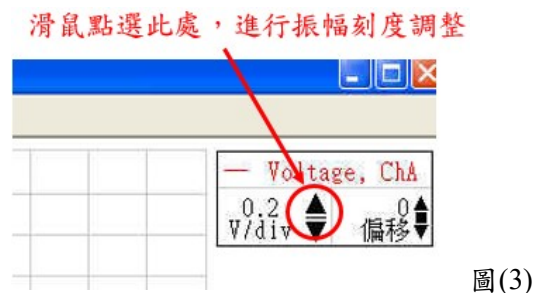 滑鼠點選此處，進行振幅刻度調整
Voltage, ChA
0.2
V/div
0
偏移
圖(3)